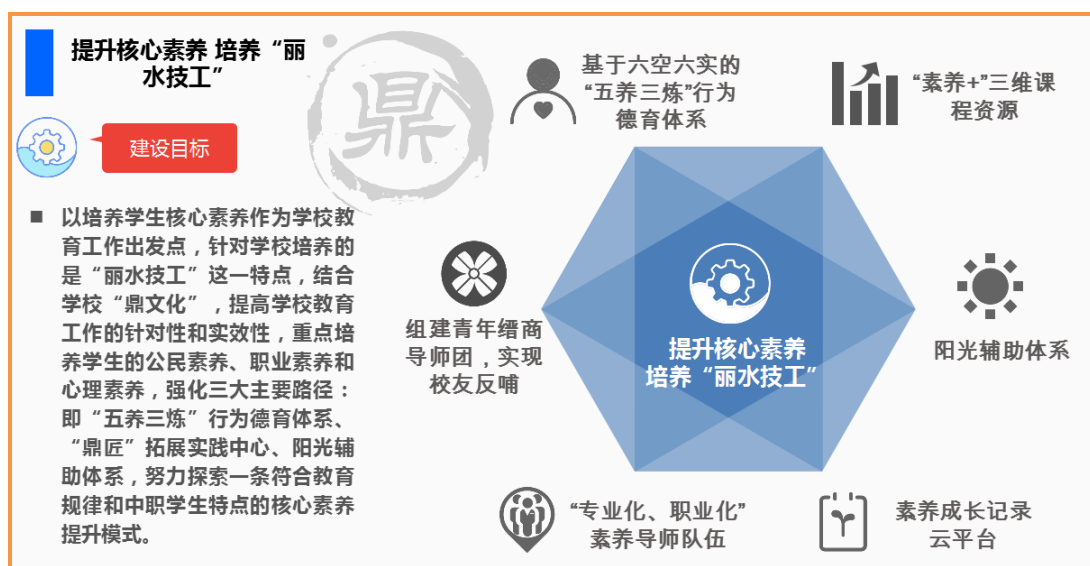 提升核心素养 培养“丽
水技工”
鼎
建设目标
■ 以培养学生核心素养作为学校教
育工作出发点，针对学校培养的
是“丽水技工”这一特点，结合
学校“鼎文化”，提高学校教育
工作的针对性和实效性，重点培
养学生的公民素养、职业素养和
心理素养，强化三大主要路径：
即“五养三炼”行为德育体系、
“鼎匠”拓展实践中心、阳光辅
助体系，努力探索一条符合教育
规律和中职学生特点的核心素养
提升模式。
基于六空六实的
“五养三炼”行为
德育体系
“素养+”三维课
程资源
组建青年缙商
导师团，实现
校友反哺
提升核心素养
培养“丽水技工”
阳光辅助体系
“专业化、职业化”
素养导师队伍
素养成长记录
云平台